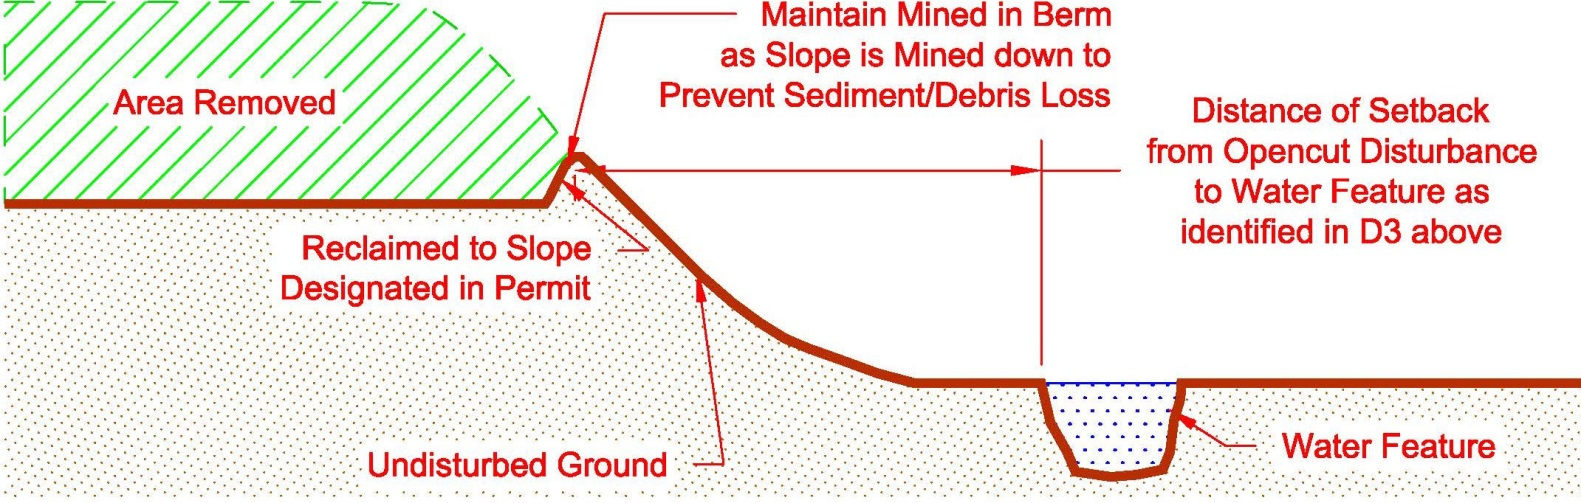 Maintain Mined in Berm
as Slope is Mined down to
Prevent Sediment/Debris Loss
Area Removed
Distance of Setback
from Opencut Disturbance
to Water Feature as
identified in D3 above
Reclaimed to Slope
Designated in Permit
Undisturbed Ground
Water Feature